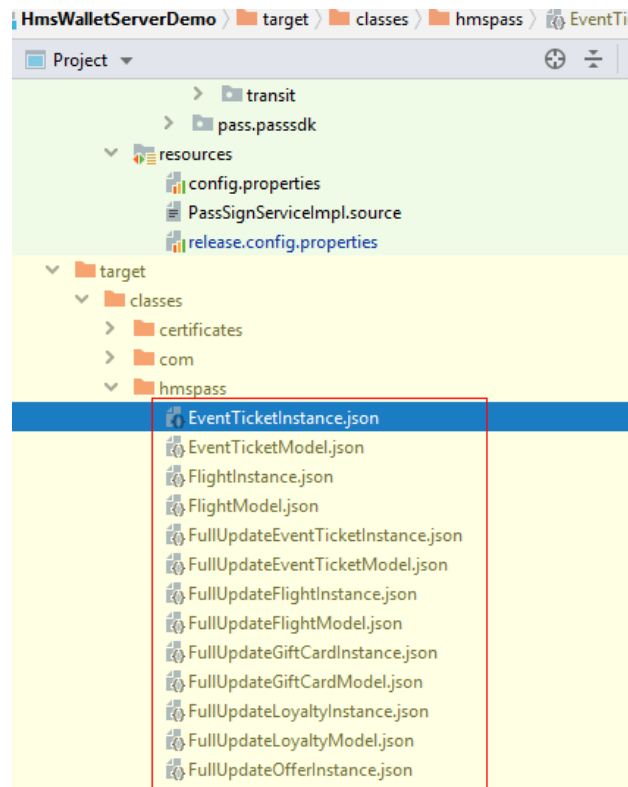 HmsWalletServerDemo target classes hmspass EventTi
Project
transit
pass.passsdk
resources
config.properties
PassSignServiceImpl.source
release.config.properties
target
classes
certificates
com
hmspass
EventTicketInstance.json
EventTicketModel.json
FlightInstance.json
FlightModel.json
FullUpdateEventTicketInstance.json
FullUpdateEventTicketModel.json
FullUpdateFlightInstance.json
FullUpdateFlightModel.json
FullUpdateGiftCardInstance.json
FullUpdateGiftCardModel.json
FullUpdateLoyaltyInstance.json
FullUpdateLoyaltyModel.json
FullUpdateOfferInstance.json